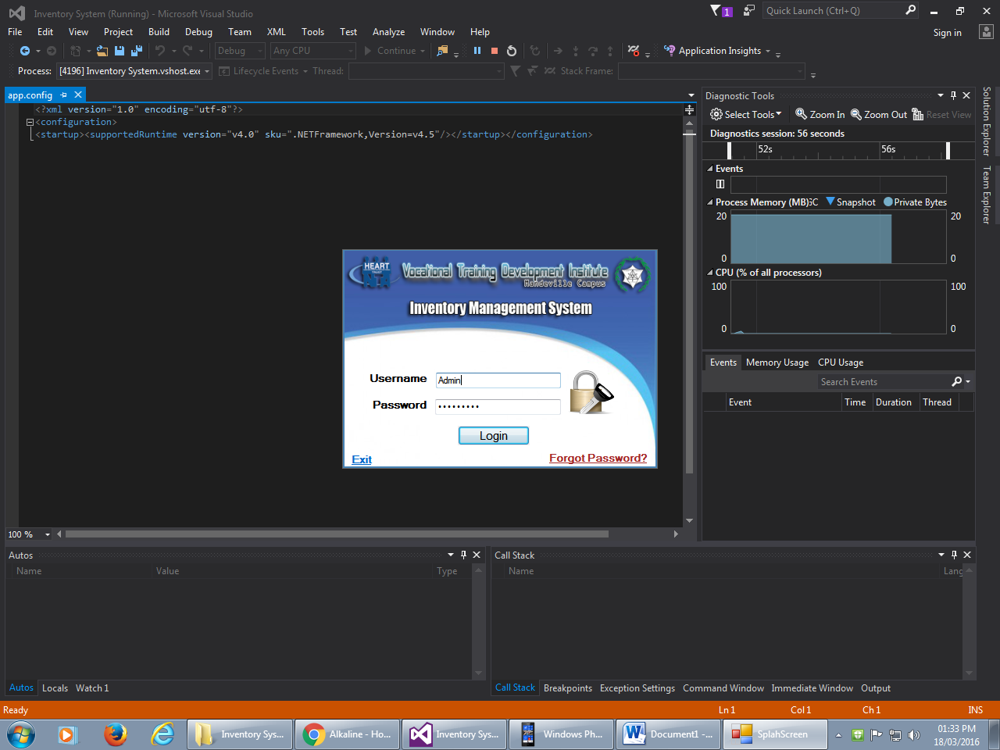 Inventory System (Running) - Microsoft Visual Studio
1
Quick Launch (Ctrl+Q)
File Edit View Project Build Debug Team XML Tools Test Analyze Window Help
Sign in
Debug Any CPU Continue Application Insights
Process: [4196] Inventory System.vshost.exe Lifecycle Events Thread: Stack Frame:
app.config
<?xml version="1.0" encoding="utf-8"?>
<configuration>
<startup><supportedRuntime version="v4.0" sku=".NETFramework,Version=v4.5"/></startup></configuration>
HEART
TRUST
NTA
Vocational Training Development Institute
Mandeville Campus
Inventory Management System
Username Admin
Password •••••••••
Login
Exit
Forgot Password?
100 %
Diagnostic Tools
Select Tools Zoom In Zoom Out Reset View
Diagnostics session: 56 seconds
52s 56s
Events
Process Memory (MB) GC Snapshot Private Bytes
20 20
0 0
CPU (% of all processors)
100 100
0 0
Events Memory Usage CPU Usage
Search Events
Event Time Duration Thread
Solution Explorer
Team Explorer
Autos
Name Value Type
Autos Locals Watch 1
Call Stack
Name Lang
Call Stack Breakpoints Exception Settings Command Window Immediate Window Output
Ready Ln 1 Col 1 Ch 1 INS
Inventory Sys... Alkaline - Ho... Inventory Sys... Windows Ph... Document1 -... SplahScreen
01:33 PM
18/03/2016